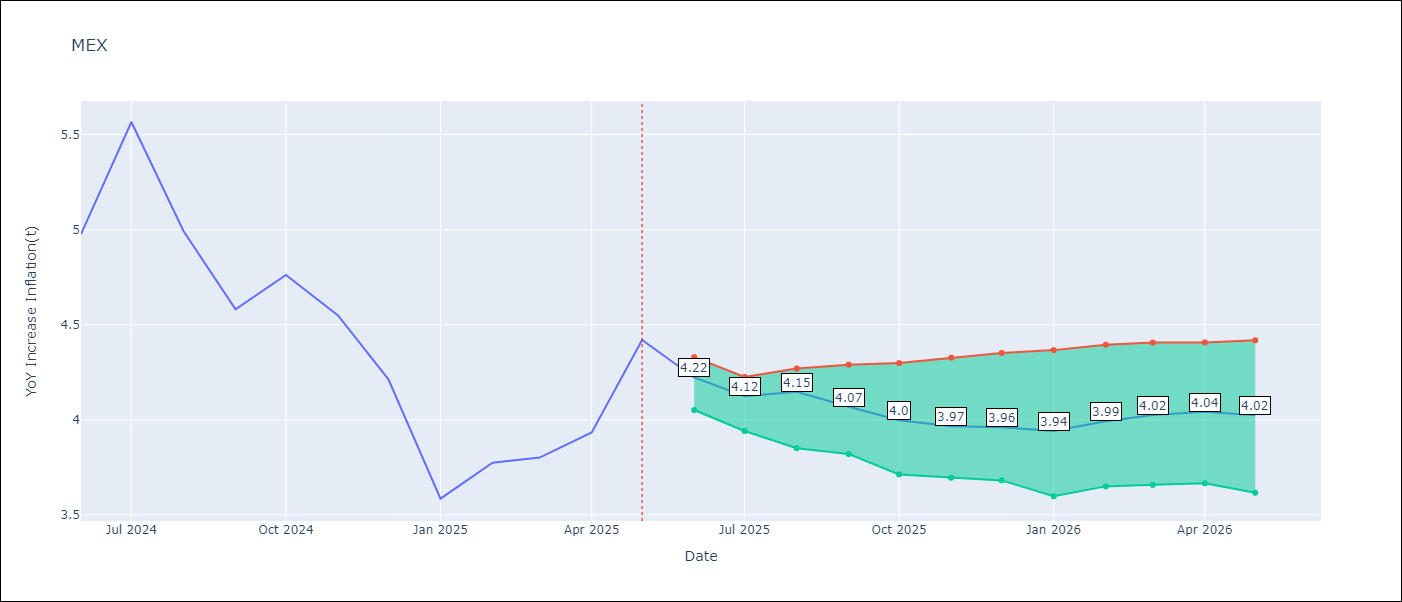 MEX
YoY Increase Inflation(t)
5.5
5
4.5
4
3.5
4.22
4.12
4.15
4.07
4.0
3.97
3.96
3.94
3.99
4.02
4.04
4.02
Jul 2024
Oct 2024
Jan 2025
Apr 2025
Jul 2025
Oct 2025
Jan 2026
Apr 2026
Date